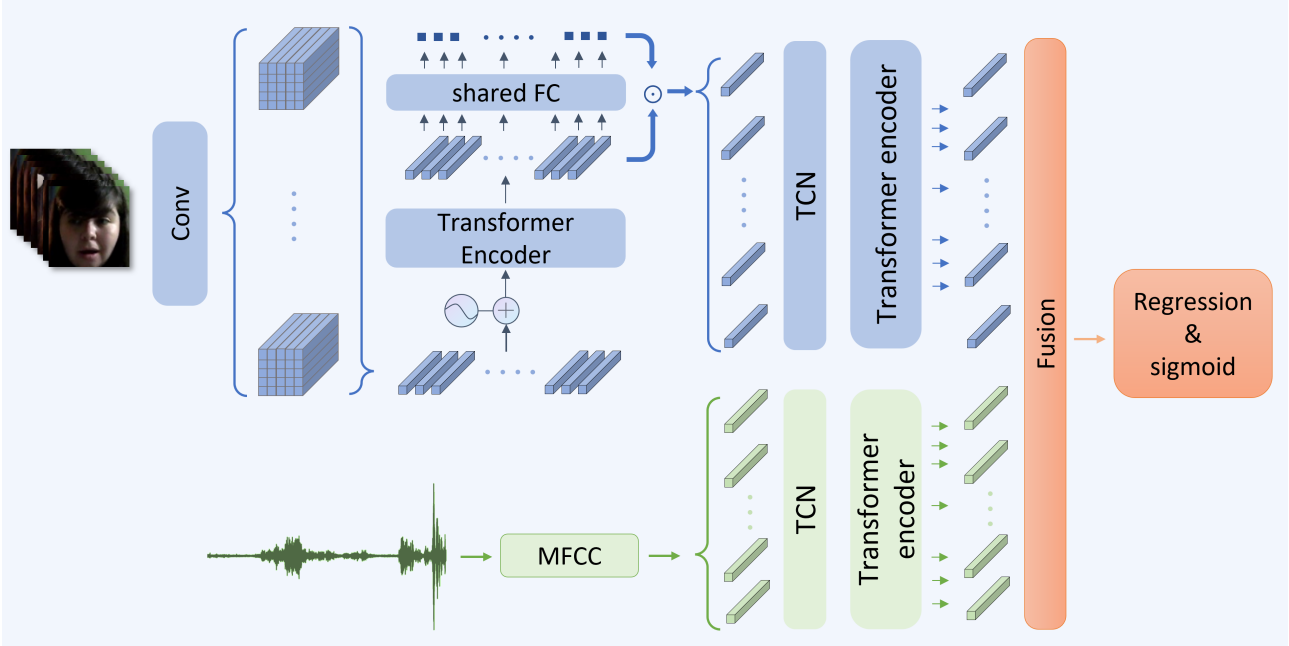 Conv
shared FC
Transformer
Encoder
TCN
Transformer encoder
MFCC
TCN
Transformer
encoder
Fusion
Regression
&
sigmoid